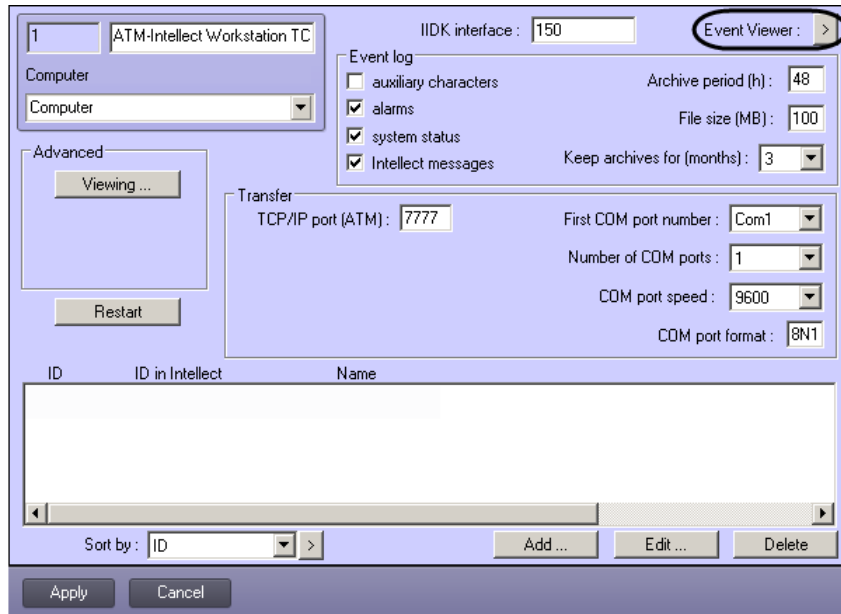 1 ATM-Intellect Workstation TC IIDK interface : 150 Event Viewer : >
Computer
Computer
Event log
auxiliary characters Archive period (h) : 48
alarms File size (MB) : 100
system status
Intellect messages Keep archives for (months) : 3
Advanced
Viewing ...
Restart
Transfer
TCP/IP port (ATM) : 7777 First COM port number : Com1
Number of COM ports : 1
COM port speed : 9600
COM port format : 8N1
ID ID in Intellect Name
Sort by : ID > Add ... Edit ... Delete
Apply Cancel